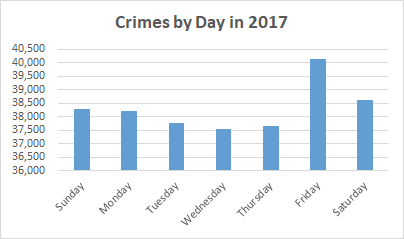 Crimes by Day in 2017
40,500
40,000
39,500
39,000
38,500
38,000
37,500
37,000
36,500
36,000
Sunday
Monday
Tuesday
Wednesday
Thursday
Friday
Saturday